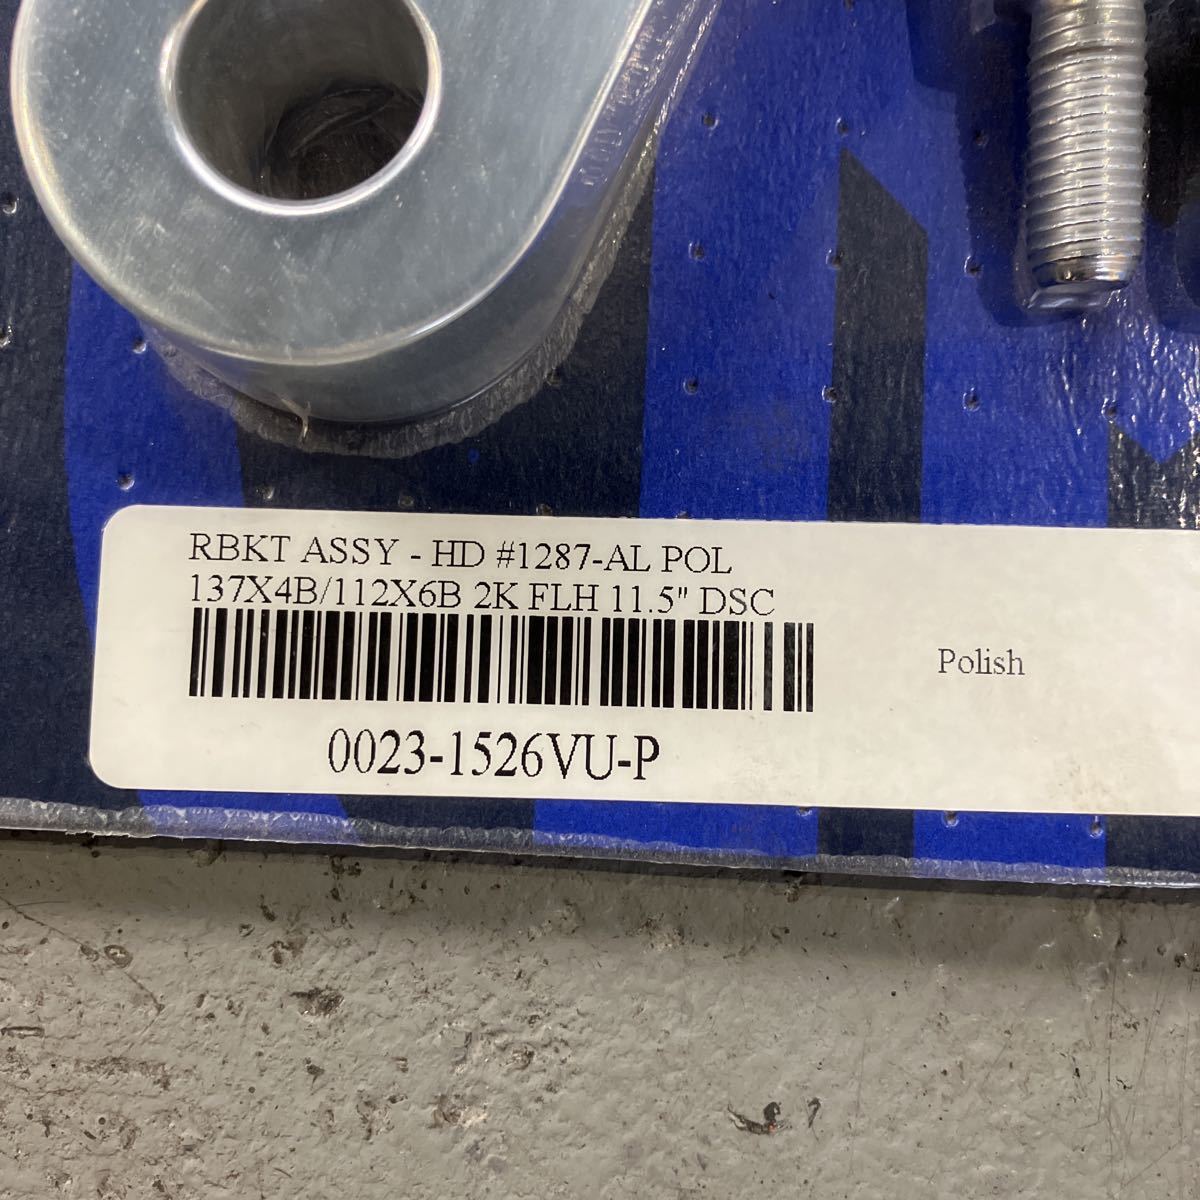 RBKT ASSY - HD #1287-AL POL
137X4B/112X6B 2K FLH 11.5" DSC
Polish
0023-1526VU-P